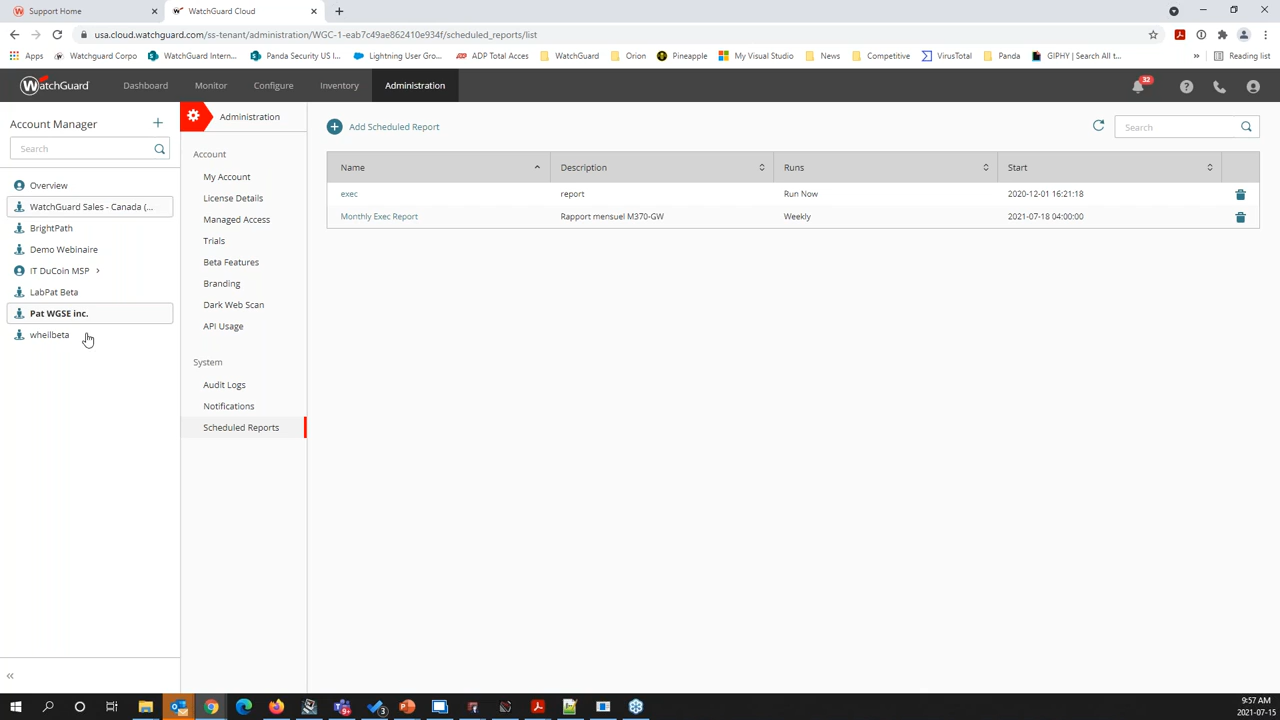 Support Home
WatchGuard Cloud
usa.cloud.watchguard.com/ss-tenant/administration/WGC-1-eab7c49ae862410e934f/scheduled_reports/list
Apps
Watchguard Corpo
WatchGuard Intern...
Panda Security US I...
Lightning User Gro...
ADP Total Acces
WatchGuard
Orion
Pineapple
My Visual Studio
News
Competitive
VirusTotal
Panda
GIPHY | Search All t...
»
Reading list
WatchGuard
Dashboard
Monitor
Configure
Inventory
Administration
32
Account Manager
Search
Overview
WatchGuard Sales - Canada (...
BrightPath
Demo Webinaire
IT DuCoin MSP
LabPat Beta
Pat WGSE inc.
wheilbeta
Administration
Account
My Account
License Details
Managed Access
Trials
Beta Features
Branding
Dark Web Scan
API Usage
System
Audit Logs
Notifications
Scheduled Reports
Add Scheduled Report
Search
Name Description Runs Start
exec report Run Now 2020-12-01 16:21:18
Monthly Exec Report Rapport mensuel M370-GW Weekly 2021-07-18 04:00:00
9:57 AM
2021-07-15